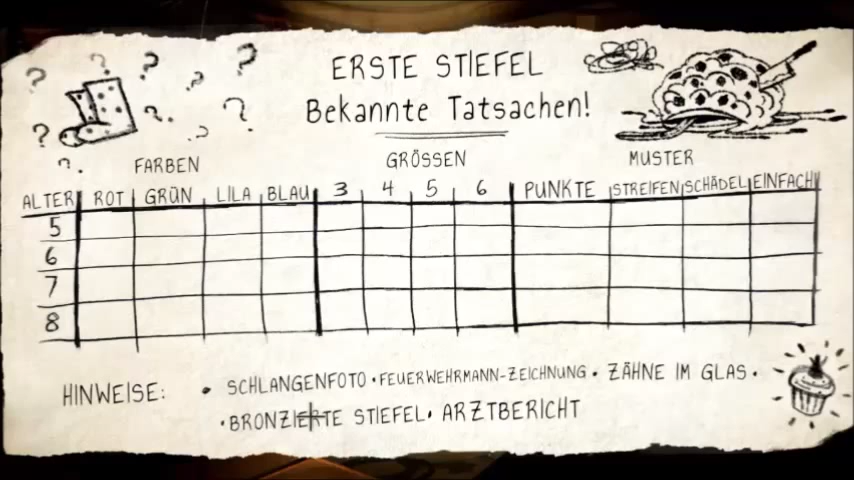 ERSTE STIEFEL
Bekannte Tatsachen!
FARBEN GRÖSSEN MUSTER
ALTER ROT GRÜN LILA BLAU 3 4 5 6 PUNKTE STREIFEN SCHÄDEL EINFACH
5
6
7
8
HINWEISE: • SCHLANGENFOTO • FEUERWEHRMANN-ZEICHNUNG • ZÄHNE IM GLAS •
• BRONZIERTE STIEFEL • ARZTBERICHT